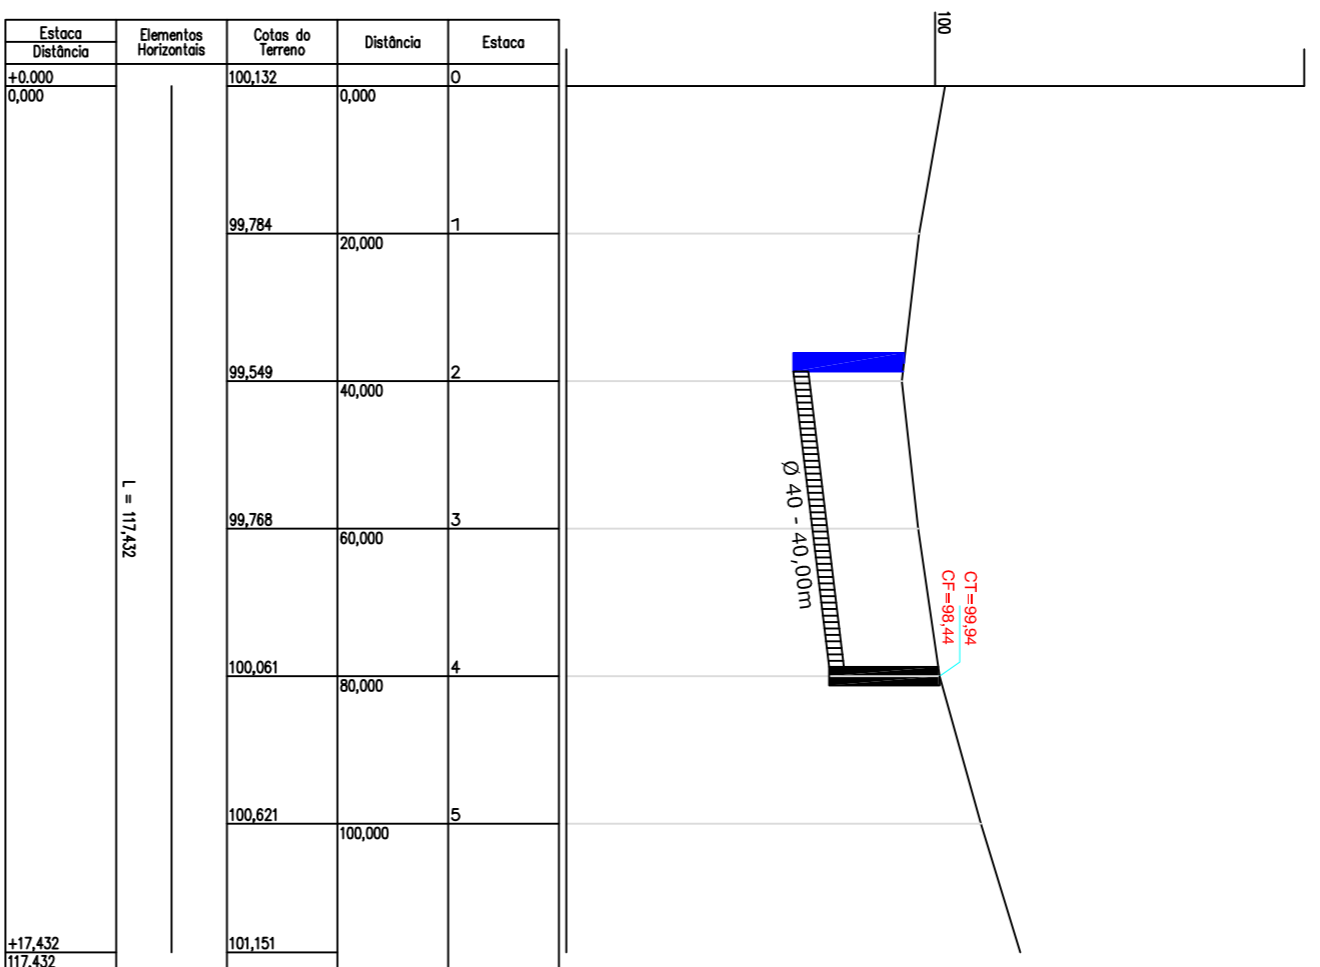 Estaca
Distância
Elementos
Horizontais
Cotas do
Terreno
Distância
Estaca
100
+0.000
0,000
100,132
0,000
0
99,784
20,000
1
99,549
40,000
2
L = 117,432
99,768
60,000
3
Ø 40 - 40,00m
CT=99,94
CF=98,44
100,061
80,000
4
100,621
100,000
5
+17,432
117,432
101,151